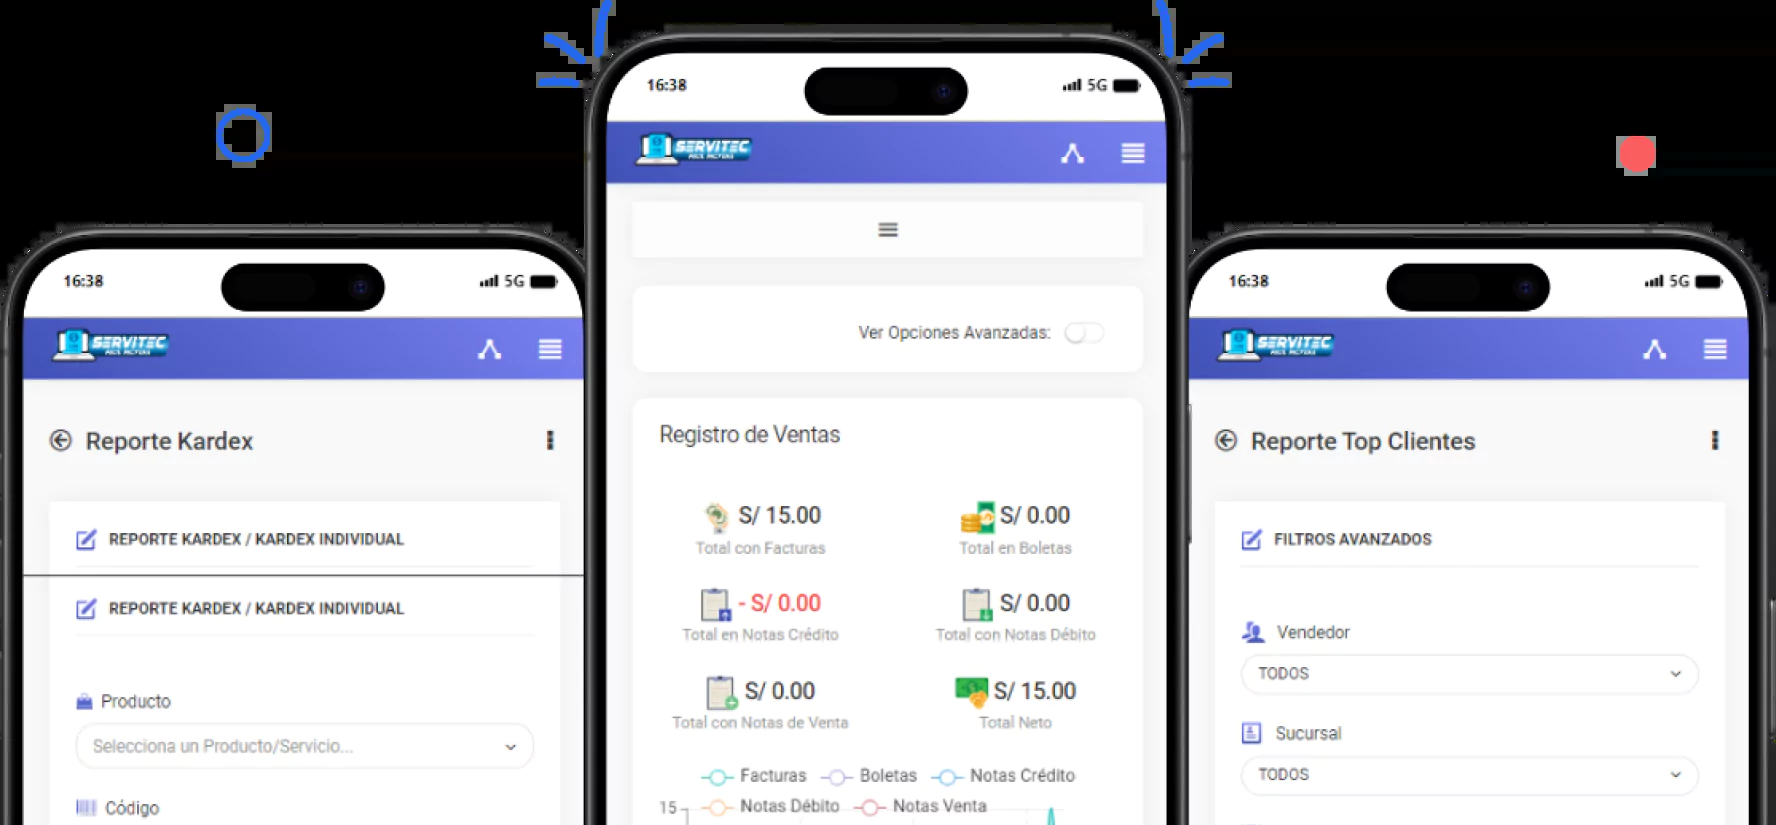 16:38
5G
SERVITEC
Reporte Kardex
REPORTE KARDEX / KARDEX INDIVIDUAL
REPORTE KARDEX / KARDEX INDIVIDUAL
Producto
Selecciona un Producto/Servicio...
Código
16:38
5G
SERVITEC
Ver Opciones Avanzadas:
Registro de Ventas
S/ 15.00
Total con Facturas
S/ 0.00
Total en Boletas
- S/ 0.00
Total en Notas Crédito
S/ 0.00
Total con Notas Débito
S/ 0.00
Total con Notas de Venta
S/ 15.00
Total Neto
Facturas Boletas Notas Crédito
Notas Débito Notas Venta
15
16:38
5G
SERVITEC
Reporte Top Clientes
FILTROS AVANZADOS
Vendedor
TODOS
Sucursal
TODOS